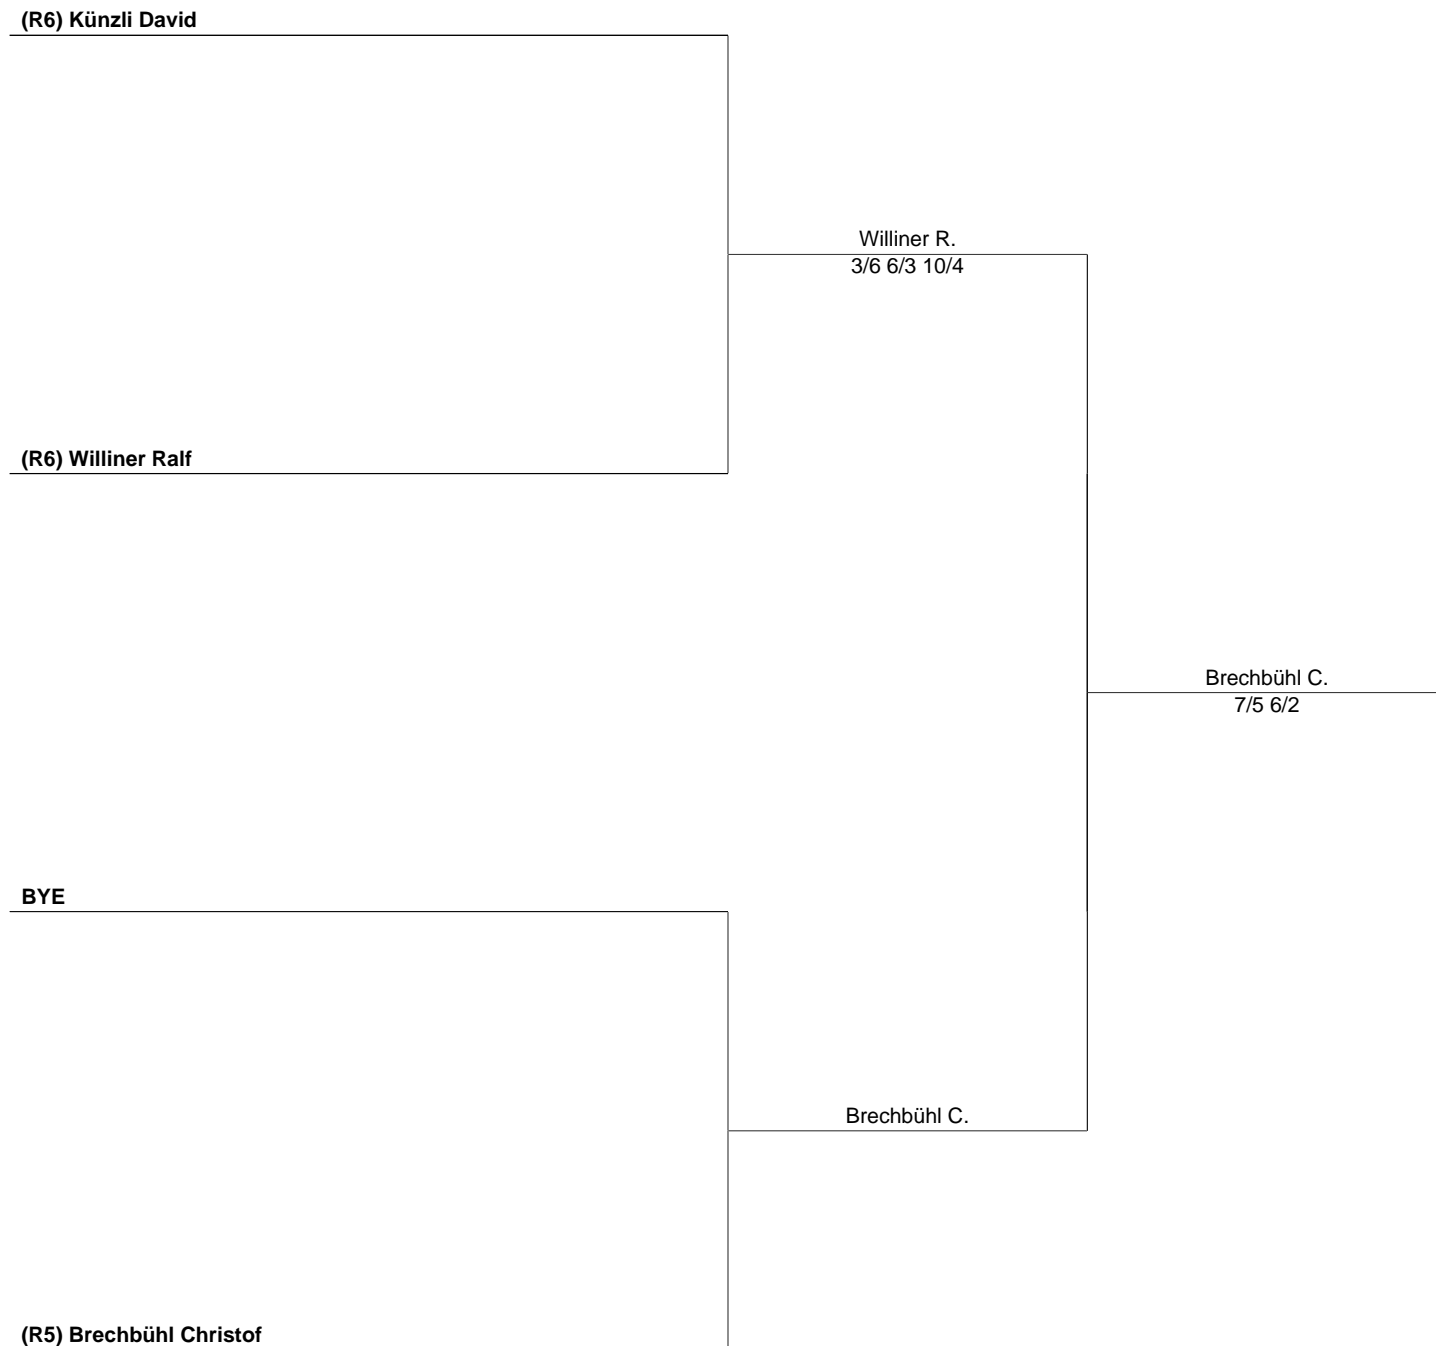 (R6) Künzli David
Williner R.
3/6 6/3 10/4
(R6) Williner Ralf
Brechbühl C.
7/5 6/2
BYE
Brechbühl C.
(R5) Brechbühl Christof